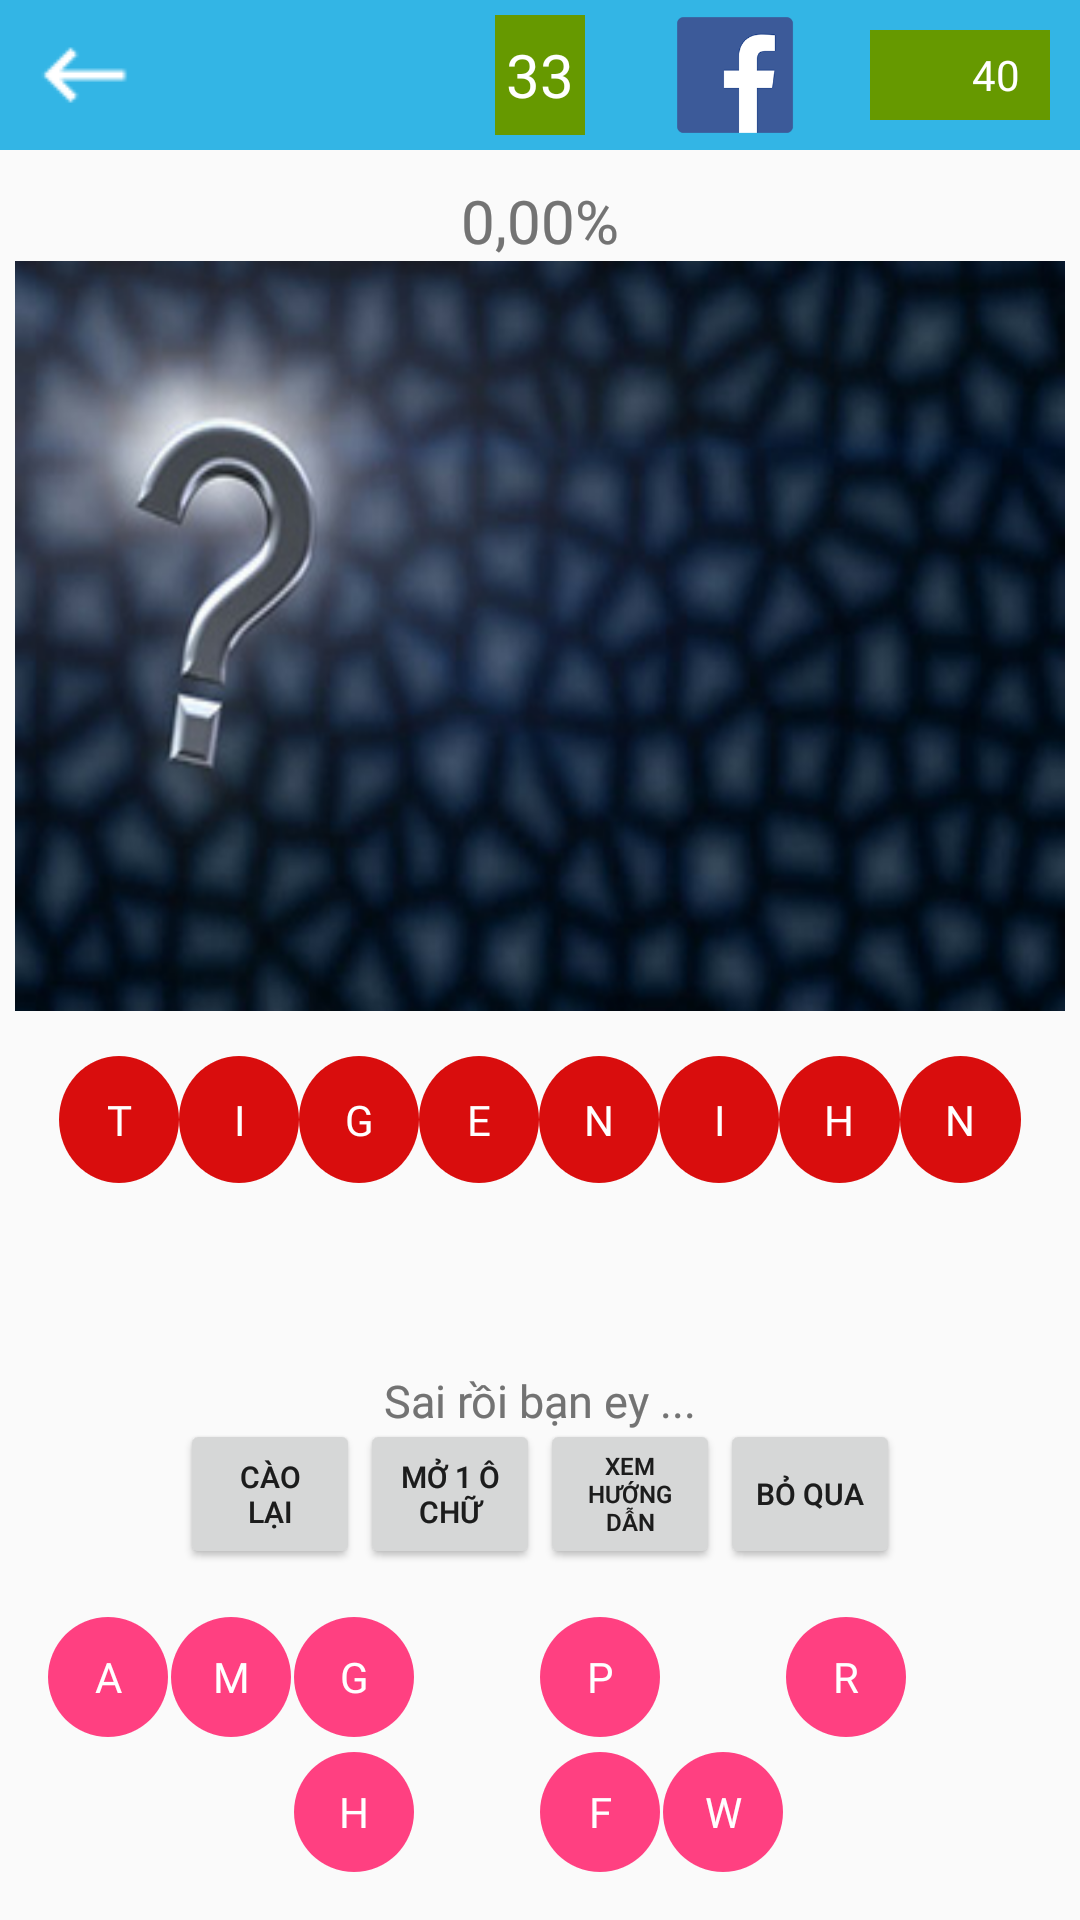 33
f
40
0,00%
T I G E N I H N
Sai rồi bạn ey ...
CÀO
LẠI
MỞ 1 Ô
CHỮ
XEM
HƯỚNG
DẪN
BỎ QUA
A M G P R
H F W